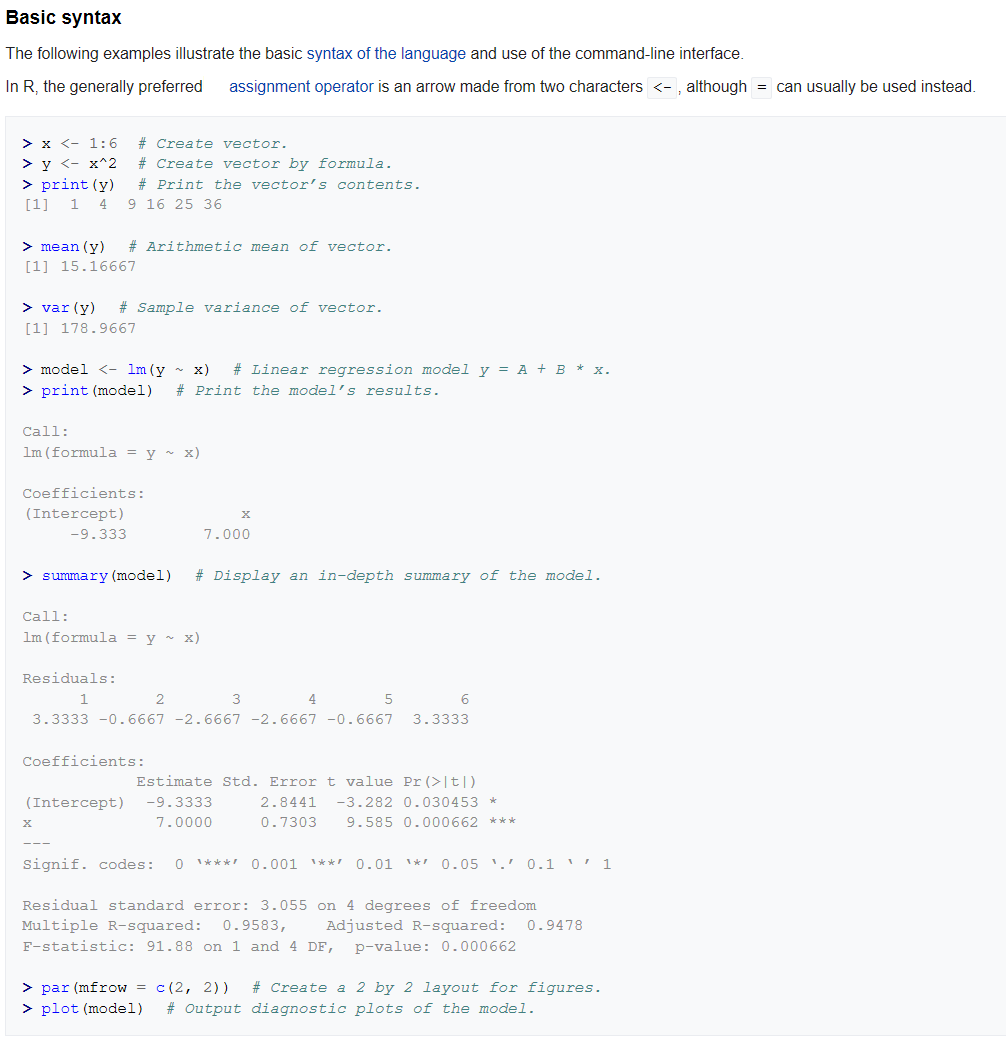 Basic syntax
The following examples illustrate the basic syntax of the language and use of the command-line interface.
In R, the generally preferred assignment operator is an arrow made from two characters <-, although = can usually be used instead.
> x <- 1:6  # Create vector.
> y <- x^2  # Create vector by formula.
> print(y)  # Print the vector’s contents.
[1]  1  4  9 16 25 36
> mean(y)  # Arithmetic mean of vector.
[1] 15.16667
> var(y)  # Sample variance of vector.
[1] 178.9667
> model <- lm(y ~ x)  # Linear regression model y = A + B * x.
> print(model)  # Print the model’s results.
Call:
lm(formula = y ~ x)
Coefficients:
(Intercept)            x
     -9.333        7.000
> summary(model)  # Display an in-depth summary of the model.
Call:
lm(formula = y ~ x)
Residuals:
      1       2       3       4       5       6
 3.3333 -0.6667 -2.6667 -2.6667 -0.6667  3.3333
Coefficients:
            Estimate Std. Error t value Pr(>|t|)
(Intercept)  -9.3333     2.8441  -3.282 0.030453 *
x             7.0000     0.7303   9.585 0.000662 ***
---
Signif. codes:  0 ‘***’ 0.001 ‘**’ 0.01 ‘*’ 0.05 ‘.’ 0.1 ‘ ’ 1
Residual standard error: 3.055 on 4 degrees of freedom
Multiple R-squared:  0.9583,    Adjusted R-squared:  0.9478
F-statistic: 91.88 on 1 and 4 DF,  p-value: 0.000662
> par(mfrow = c(2, 2))  # Create a 2 by 2 layout for figures.
> plot(model)  # Output diagnostic plots of the model.